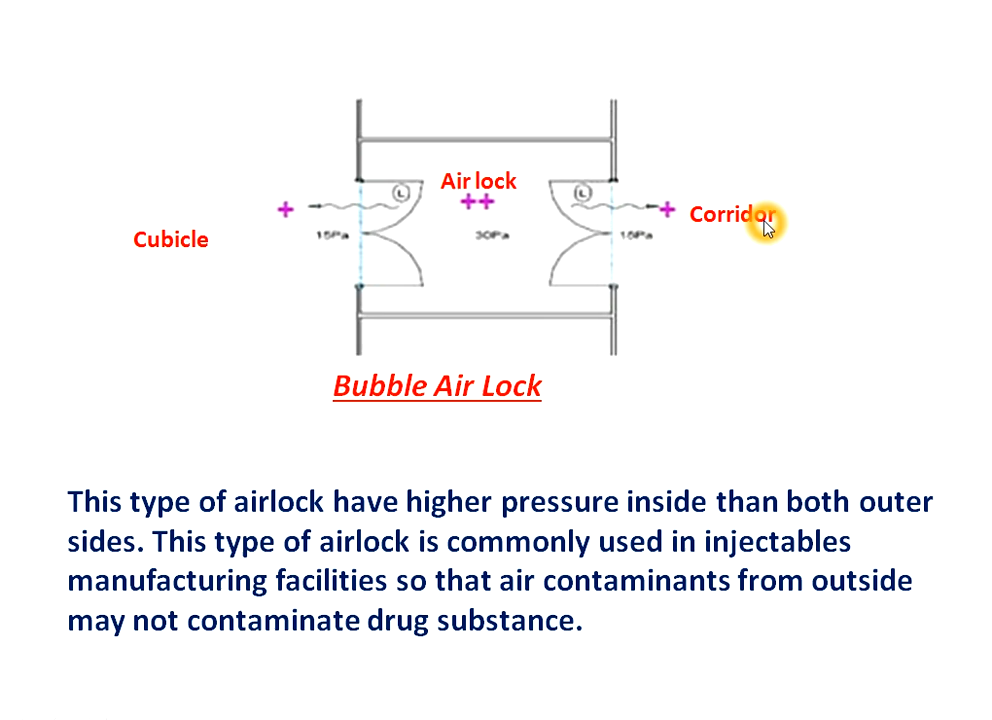 Air lock
++
+
+
Corridor
L
L
Cubicle
15Pa
30Pa
15Pa
Bubble Air Lock
This type of airlock have higher pressure inside than both outer
sides. This type of airlock is commonly used in injectables
manufacturing facilities so that air contaminants from outside
may not contaminate drug substance.